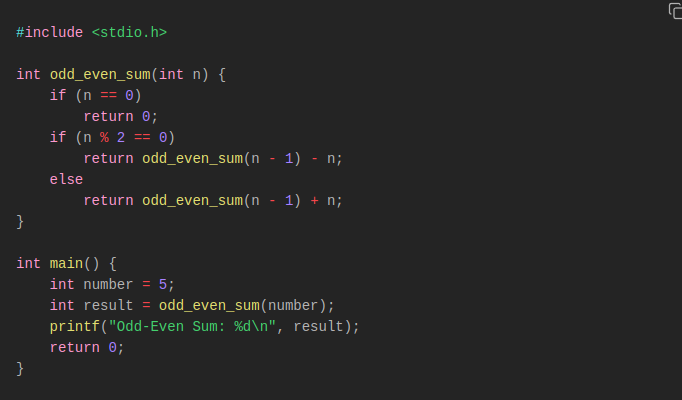 #include <stdio.h>

int odd_even_sum(int n) {
    if (n == 0)
        return 0;
    if (n % 2 == 0)
        return odd_even_sum(n - 1) - n;
    else
        return odd_even_sum(n - 1) + n;
}

int main() {
    int number = 5;
    int result = odd_even_sum(number);
    printf("Odd-Even Sum: %d\n", result);
    return 0;
}